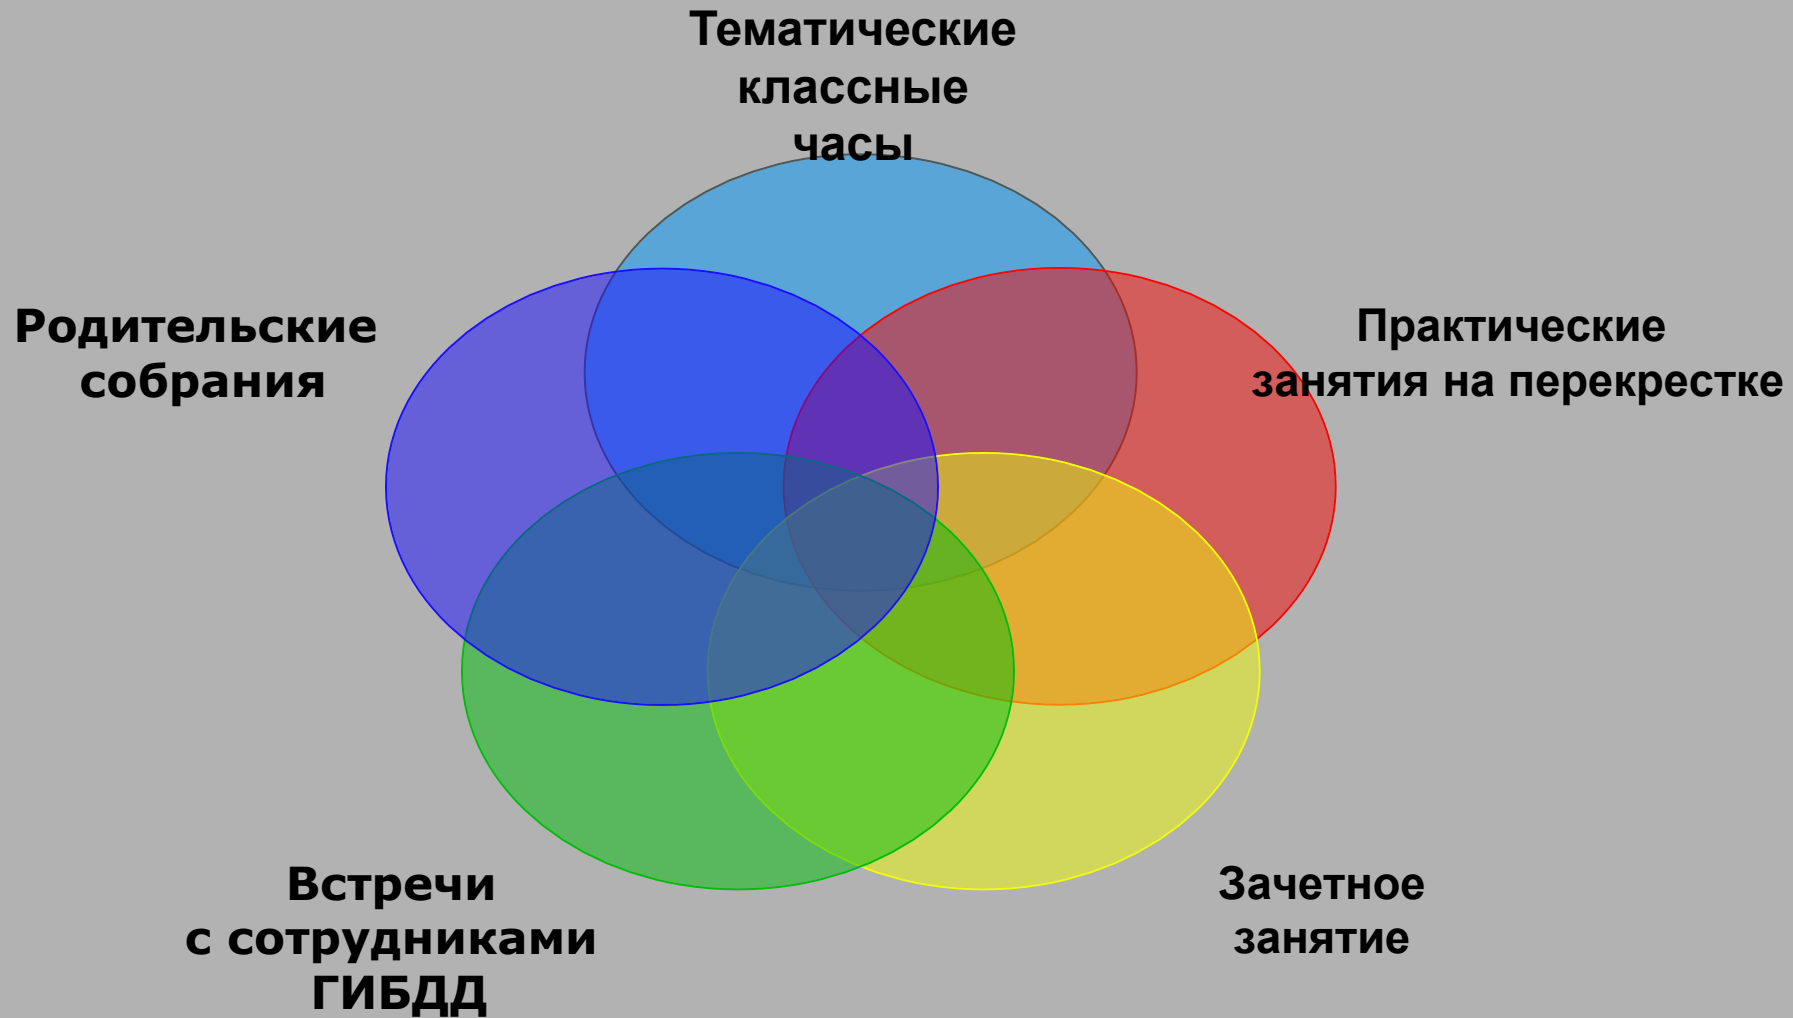 Тематические
классные
часы
Родительские
собрания
Практические
занятия на перекрестке
Встречи
с сотрудниками
ГИБДД
Зачетное
занятие